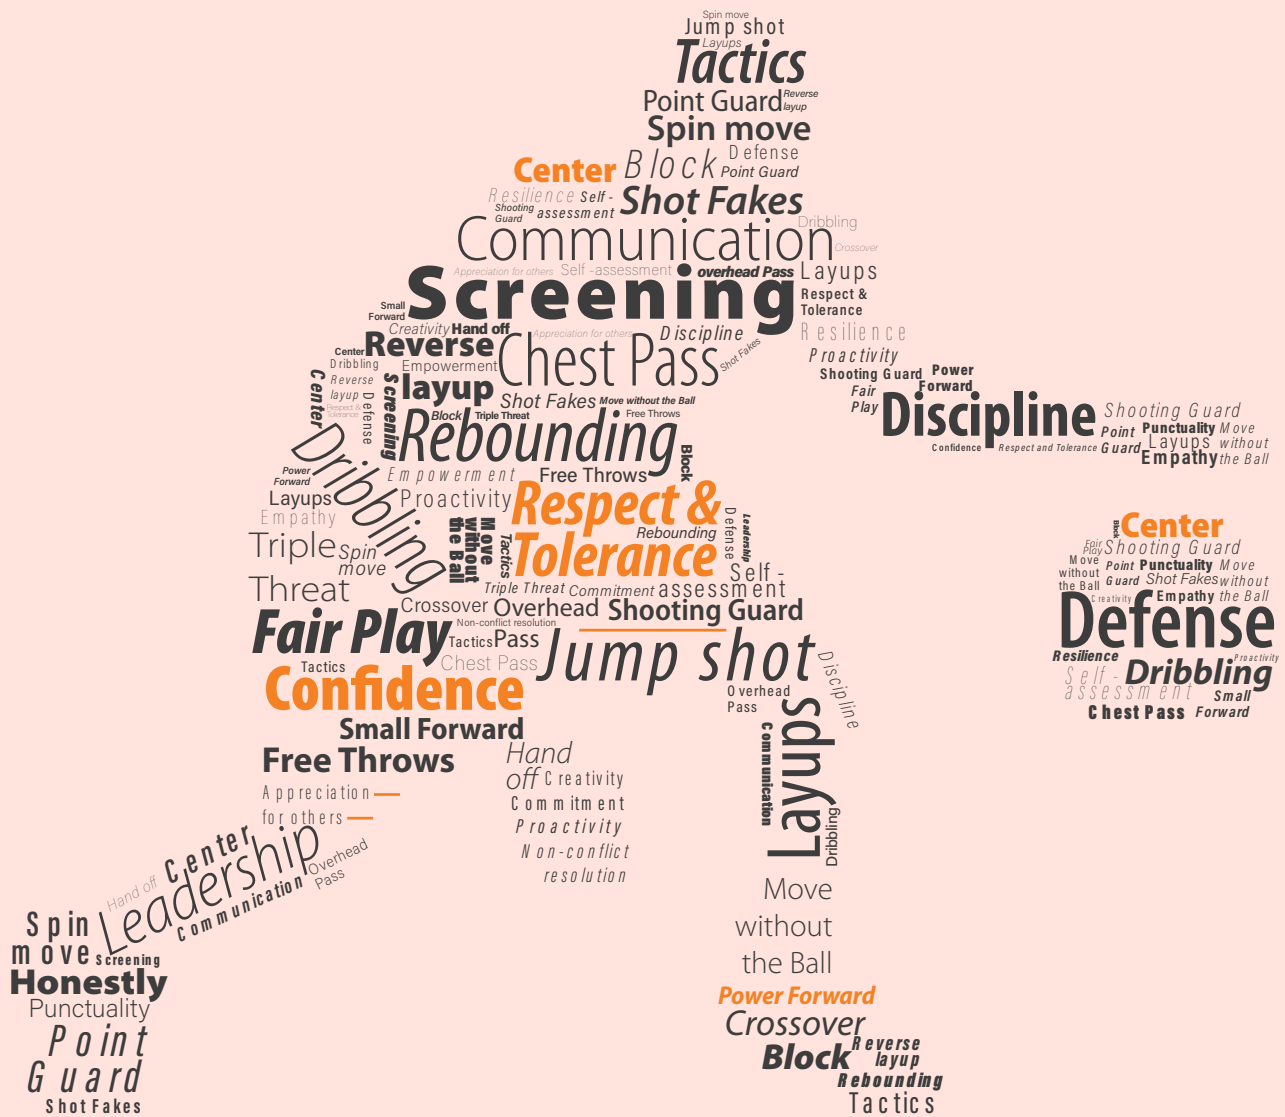 Spin move
Jump shot
Layups
Tactics
Point Guard
Reverse
layup
Spin move
Center
Block
Defense
Point Guard
Resilience
Self -
assessment
Shooting
Guard
Shot Fakes
Communication
Dribbling
Crossover
Appreciation for others
Self -assessment
overhead Pass
Layups
Screening
Respect &
Tolerance
Small
Forward
Creativity
Hand off
Appreciation for others
Discipline
Resilience
Reverse
layup
Chest Pass
Shot Fakes
Proactivity
Center
Dribbling
Empowerment
Shooting Guard
Power
Forward
Center
Reverse
layup
Respect &
Tolerance
Defense
Screening
Shot Fakes
Move without the Ball
Fair
Play
Discipline
Shooting Guard
Block
Triple Threat
Free Throws
Rebounding
Point
Guard
Punctuality
Layups
Empathy
Move
without
the Ball
Confidence
Respect and Tolerance
Dribbling
Block
Power
Forward
Empowerment
Free Throws
Layups
Proactivity
Respect &
Tolerance
Empathy
Move
without
the Ball
Tactics
Rebounding
Defense
Leadership
Triple
Threat
Spin
move
Self -
assessment
Triple Threat
Commitment
Crossover
Overhead
Pass
Shooting Guard
Fair Play
Non-conflict resolution
Tactics
Chest Pass
Jump shot
Tactics
Confidence
Discipline
Overhead
Pass
Small Forward
Free Throws
Hand
off
Creativity
Commitment
Proactivity
Non-conflict
resolution
Communication
Layups
Dribbling
Appreciation
for others
Center
Leadership
Overhead
Pass
Hand off
Communication
Spin
move
Screening
Honestly
Punctuality
Point
Guard
Shot Fakes
Move
without
the Ball
Power Forward
Crossover
Block
Reverse
layup
Rebounding
Tactics
Block
Center
Fair
Play
Shooting Guard
Move
without
the Ball
Point
Guard
Punctuality
Shot Fakes
Empathy
Move
without
the Ball
Creativity
Defense
Resilience
Proactivity
Dribbling
Self -
assessment
Small
Forward
Chest Pass